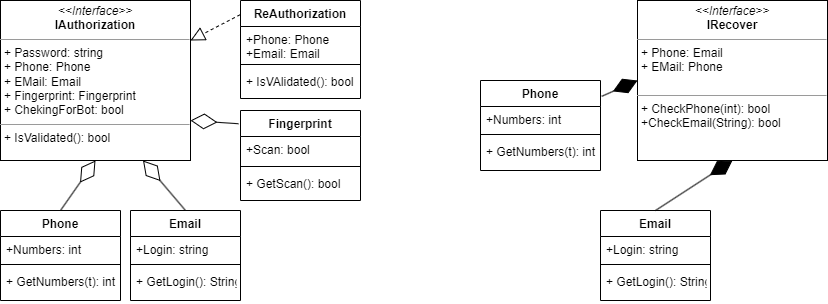 <<Interface>>
IAuthorization
+ Password: string
+ Phone: Phone
+ EMail: Email
+ Fingerprint: Fingerprint
+ ChekingForBot: bool
+ IsValidated(): bool
ReAuthorization
+Phone: Phone
+Email: Email
+ IsVAlidated(): bool
Fingerprint
+Scan: bool
+ GetScan(): bool
Phone
+Numbers: int
+ GetNumbers(t): int
Email
+Login: string
+ GetLogin(): String
<<Interface>>
IRecover
+ Phone: Email
+ EMail: Phone
+ CheckPhone(int): bool
+CheckEmail(String): bool
Phone
+Numbers: int
+ GetNumbers(t): int
Email
+Login: string
+ GetLogin(): String